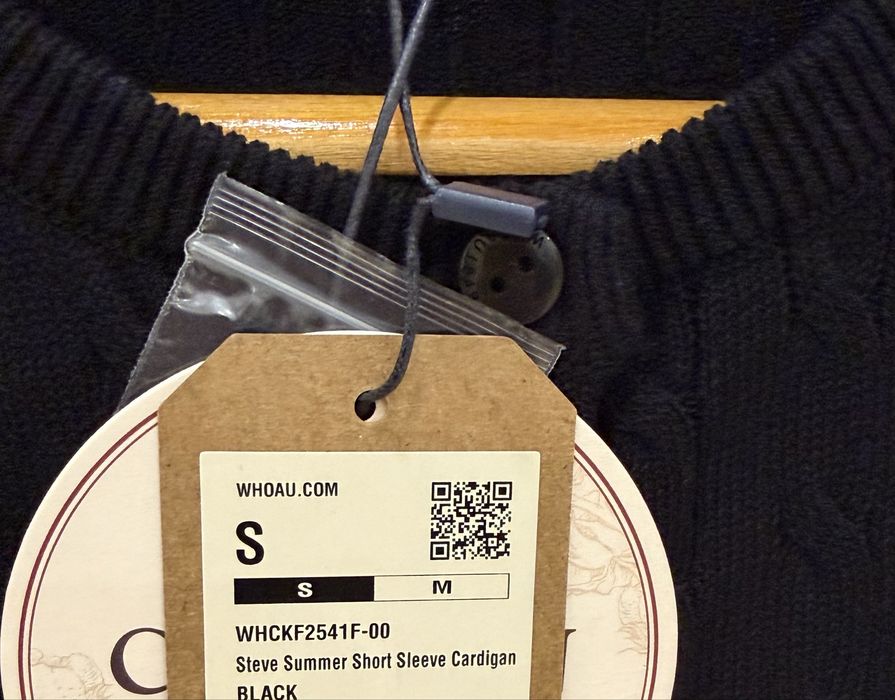 WHOAU.COM
S
S M
WHCKF2541F-00
Steve Summer Short Sleeve Cardigan
BLACK